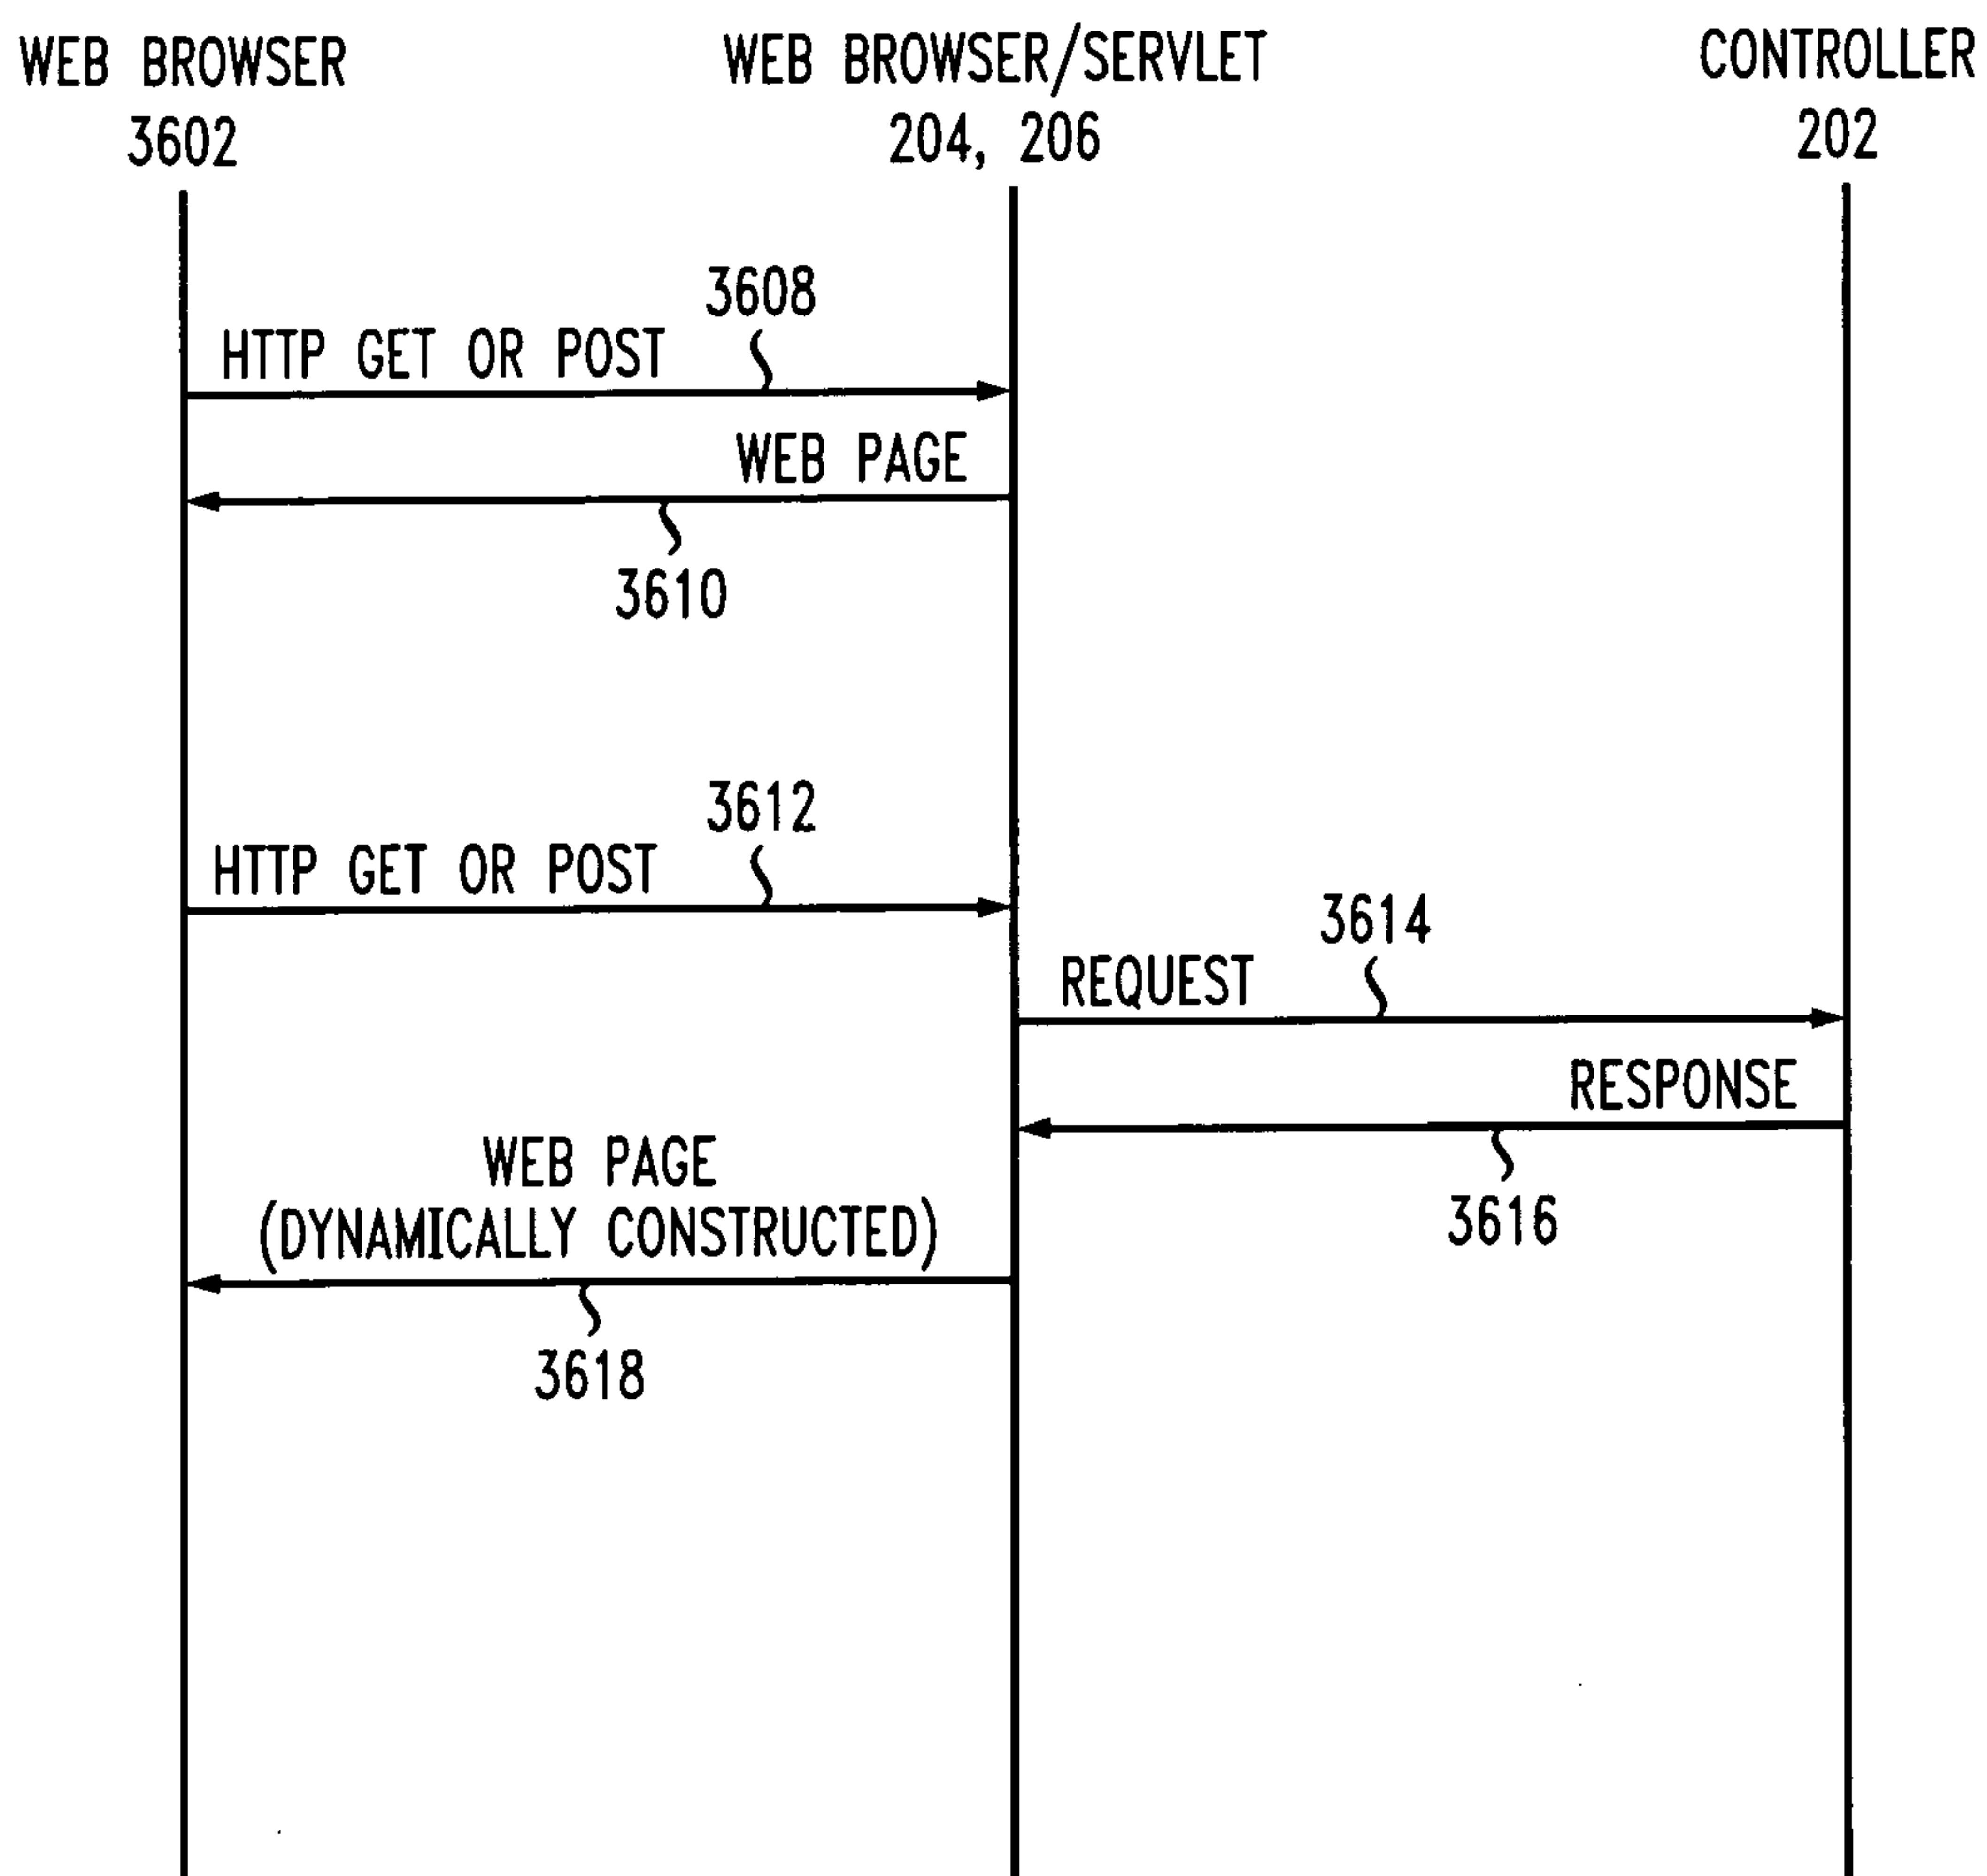 WEB BROWSER
3602
WEB BROWSER/SERVLET
204, 206
CONTROLLER
202
3608
HTTP GET OR POST
WEB PAGE
3610
3612
HTTP GET OR POST
3614
REQUEST
RESPONSE
3616
WEB PAGE
(DYNAMICALLY CONSTRUCTED)
3618